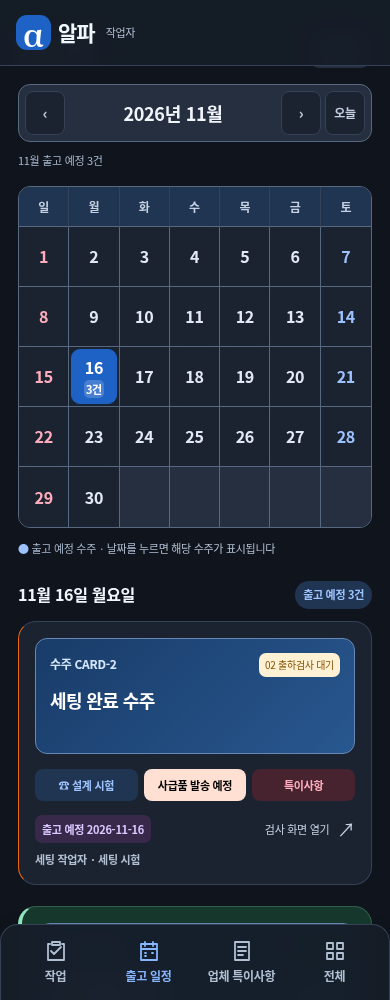 α 알파 작업자
‹ 2026년 11월 › 오늘
11월 출고 예정 3건
일 월 화 수 목 금 토
1 2 3 4 5 6 7
8 9 10 11 12 13 14
15 16 17 18 19 20 21
3건
22 23 24 25 26 27 28
29 30
출고 예정 수주 · 날짜를 누르면 해당 수주가 표시됩니다
11월 16일 월요일 출고 예정 3건
수주 CARD-2 02 출하검사 대기
세팅 완료 수주
☎ 설계 시험 사급품 발송 예정 특이사항
출고 예정 2026-11-16 검사 화면 열기 ↗
세팅 작업자 · 세팅 시험
작업 출고 일정 업체 특이사항 전체